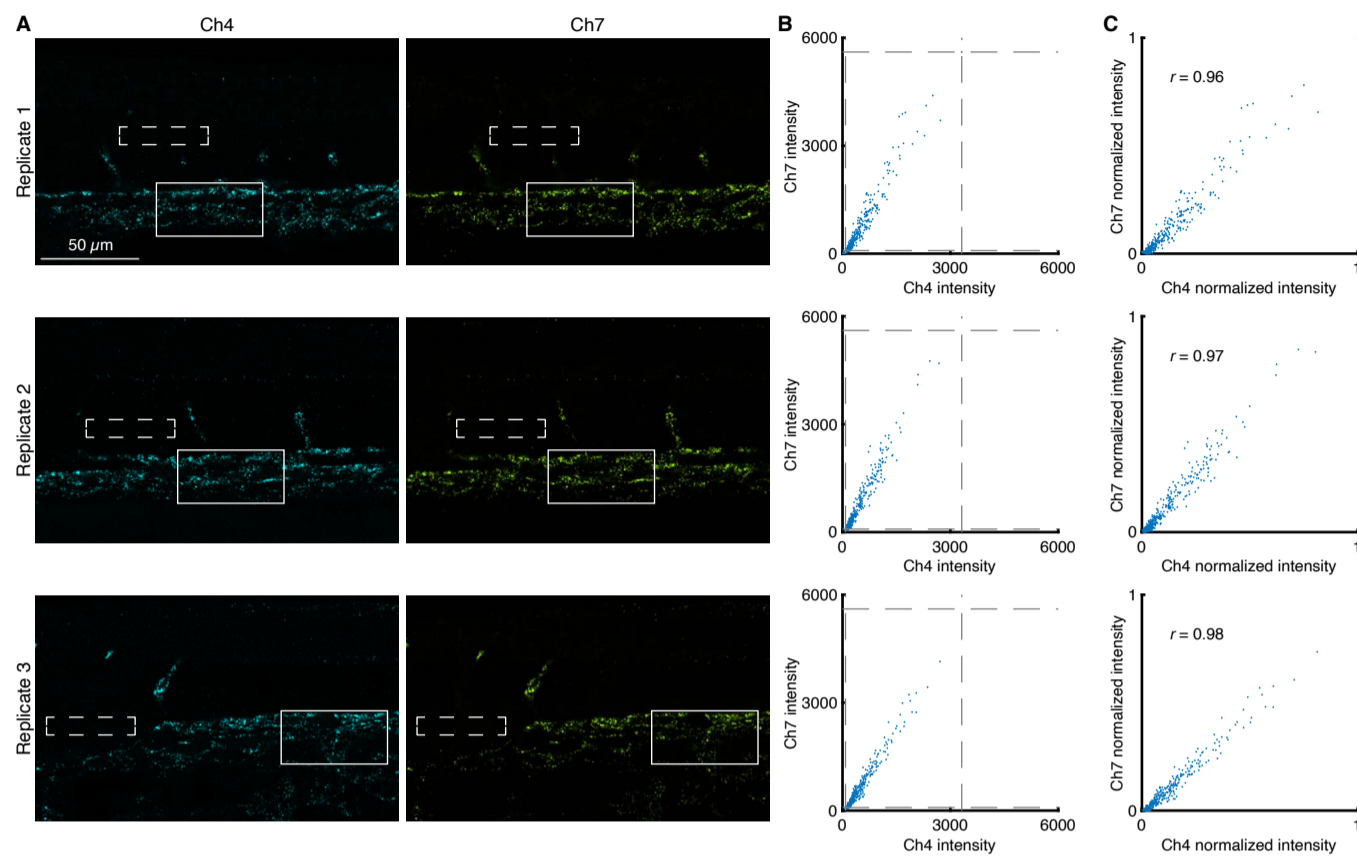 A
Ch4
Ch7
B
C
Replicate 1
50 µm
6000
3000
0
Ch7 intensity
0
3000
6000
Ch4 intensity
1
0
Ch7 normalized intensity
r = 0.96
0
1
Ch4 normalized intensity
Replicate 2
6000
3000
0
Ch7 intensity
0
3000
6000
Ch4 intensity
1
0
Ch7 normalized intensity
r = 0.97
0
1
Ch4 normalized intensity
Replicate 3
6000
3000
0
Ch7 intensity
0
3000
6000
Ch4 intensity
1
0
Ch7 normalized intensity
r = 0.98
0
1
Ch4 normalized intensity